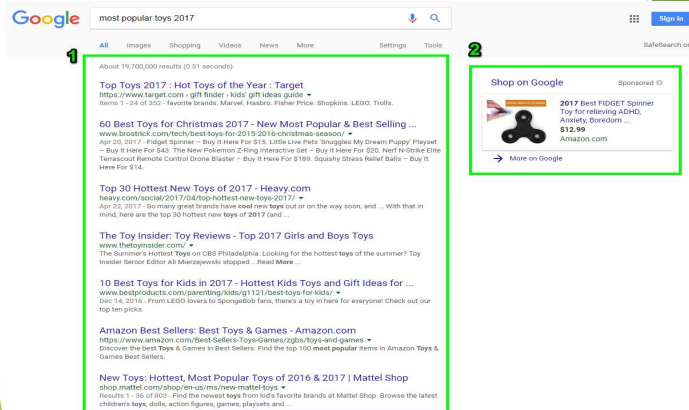 Google
most popular toys 2017
Sign In
All Images Shopping Videos News More Settings Tools
SafeSearch on
1
About 19,700,000 results (0.51 seconds)
Top Toys 2017 : Hot Toys of the Year : Target
https://www.target.com › gift finder › kids' gift ideas guide
Items 1 - 24 of 352 - favorite brands. Marvel. Hasbro. Fisher Price. Shopkins. LEGO. Trolls.
60 Best Toys for Christmas 2017 - New Most Popular & Best Selling ...
www.brostrick.com/tech/best-toys-for-2015-2016-christmas-season/
Apr 20, 2017 - Fidget Spinner – Buy It Here For $15. Little Live Pets 'Snuggles My Dream Puppy' Playset
– Buy It Here For $43. The New Pokemon Z-Ring Interactive Set – Buy It Here For $20. Nerf N-Strike Elite
Terrascout Remote Control Drone Blaster – Buy It Here For $189. Squishy Stress Relief Balls – Buy It
Here For $14.
Top 30 Hottest New Toys of 2017 - Heavy.com
heavy.com/social/2017/04/top-hottest-new-toys-2017/
Apr 22, 2017 - So many great brands have cool new toys out or on the way soon, and ... With that in
mind, here are the top 30 hottest new toys of 2017 (and ...
The Toy Insider: Toy Reviews - Top 2017 Girls and Boys Toys
www.thetoyinsider.com/
The Summer's Hottest Toys on CBS Philadelphia. Looking for the hottest toys of the summer? Toy
Insider Senior Editor Ali Mierzejewski stopped ...Read More ...
10 Best Toys for Kids in 2017 - Hottest Kids Toys and Gift Ideas for ...
www.bestproducts.com/parenting/kids/g1121/best-toys-for-kids/
Dec 14, 2016 - From LEGO lovers to SpongeBob fans, there's a toy in here for everyone! Check out our
top ten picks.
Amazon Best Sellers: Best Toys & Games - Amazon.com
https://www.amazon.com/Best-Sellers-Toys-Games/zgbs/toys-and-games
Discover the best Toys & Games in Best Sellers. Find the top 100 most popular items in Amazon Toys &
Games Best Sellers.
New Toys: Hottest, Most Popular Toys of 2016 & 2017 | Mattel Shop
shop.mattel.com/shop/en-us/ms/new-mattel-toys
Results 1 - 36 of 803 - Find the newest toys from kid's favorite brands at Mattel Shop. Browse the latest
children's toys, dolls, action figures, games, playsets and ...
2
Shop on Google Sponsored
2017 Best FIDGET Spinner
Toy for relieving ADHD,
Anxiety, Boredom ...
$12.99
Amazon.com
More on Google